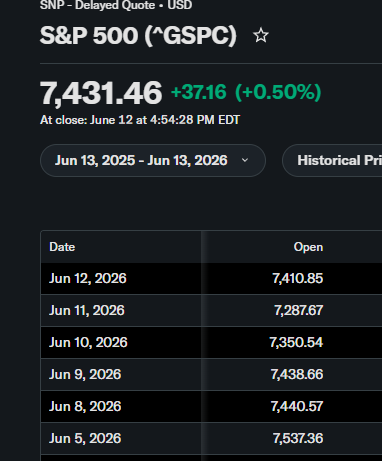 SNP - Delayed Quote • USD
S&P 500 (^GSPC)
7,431.46 +37.16 (+0.50%)
At close: June 12 at 4:54:28 PM EDT
Jun 13, 2025 - Jun 13, 2026 Historical Pri
Date Open
Jun 12, 2026 7,410.85
Jun 11, 2026 7,287.67
Jun 10, 2026 7,350.54
Jun 9, 2026 7,438.66
Jun 8, 2026 7,440.57
Jun 5, 2026 7,537.36